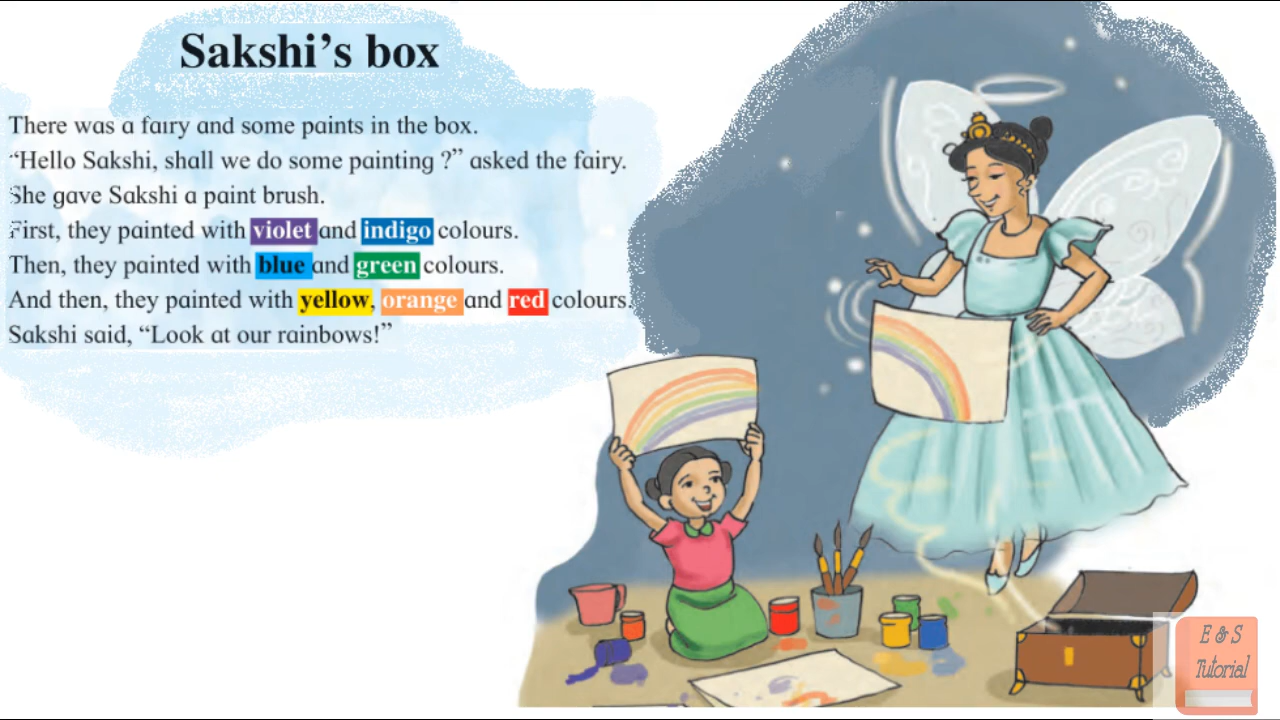 Sakshi's box
There was a fairy and some paints in the box.
"Hello Sakshi, shall we do some painting ?" asked the fairy.
She gave Sakshi a paint brush.
First, they painted with violet and indigo colours.
Then, they painted with blue and green colours.
And then, they painted with yellow, orange and red colours.
Sakshi said, "Look at our rainbows!"
E & S
Tutorial